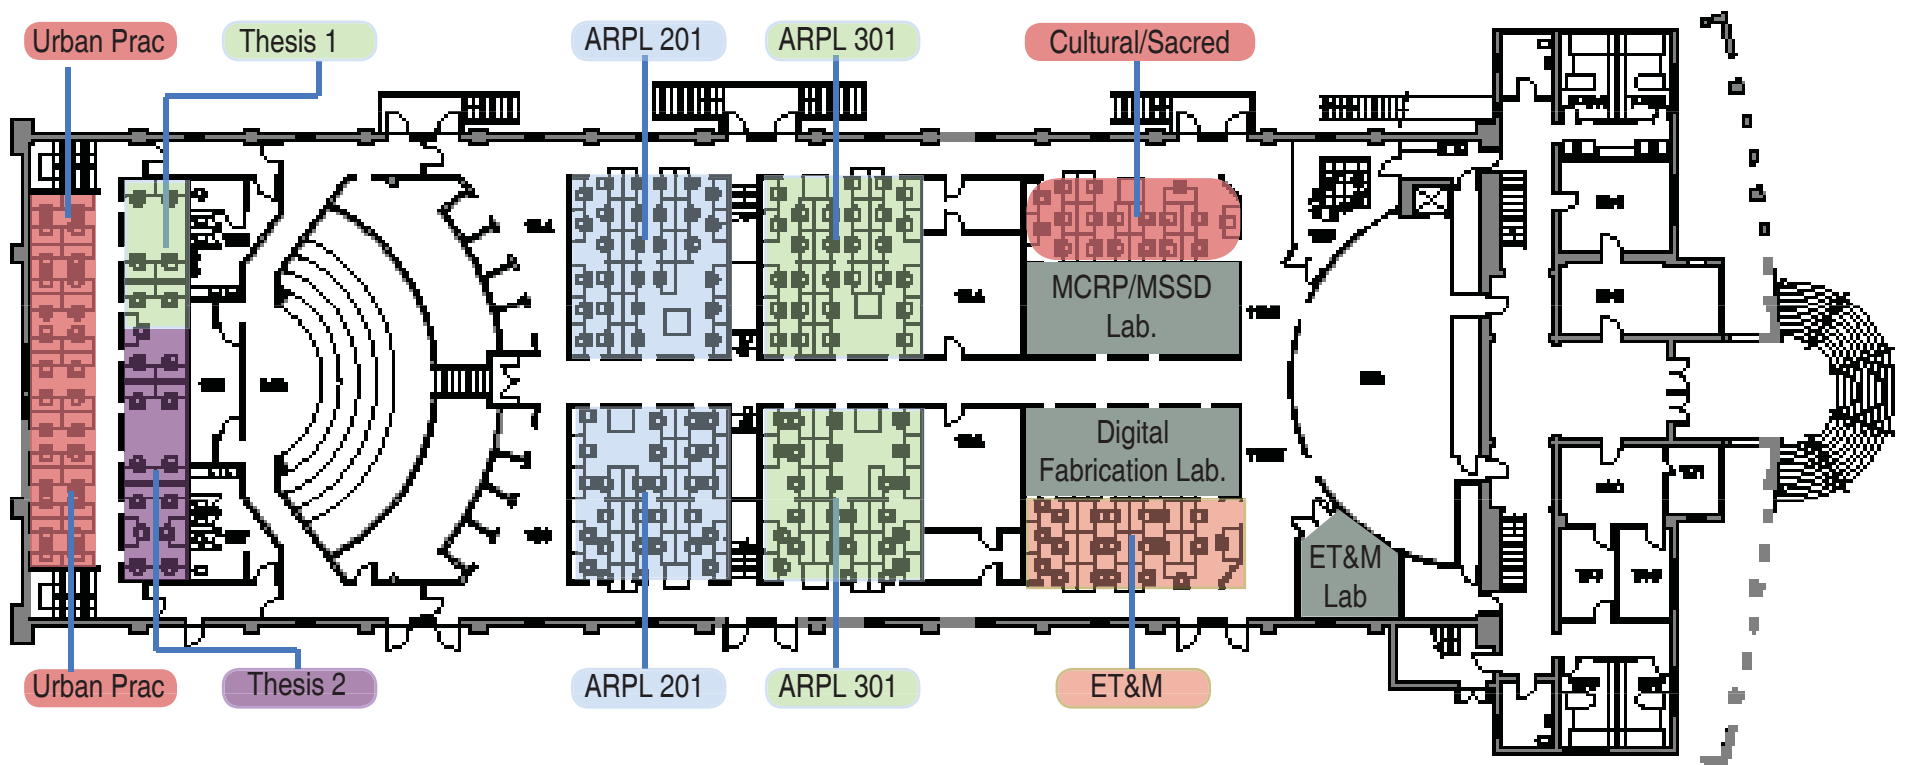 Urban Prac
Thesis 1
ARPL 201
ARPL 301
Cultural/Sacred
MCRP/MSSD
Lab.
Digital
Fabrication Lab.
ET&M
Lab
Urban Prac
Thesis 2
ARPL 201
ARPL 301
ET&M